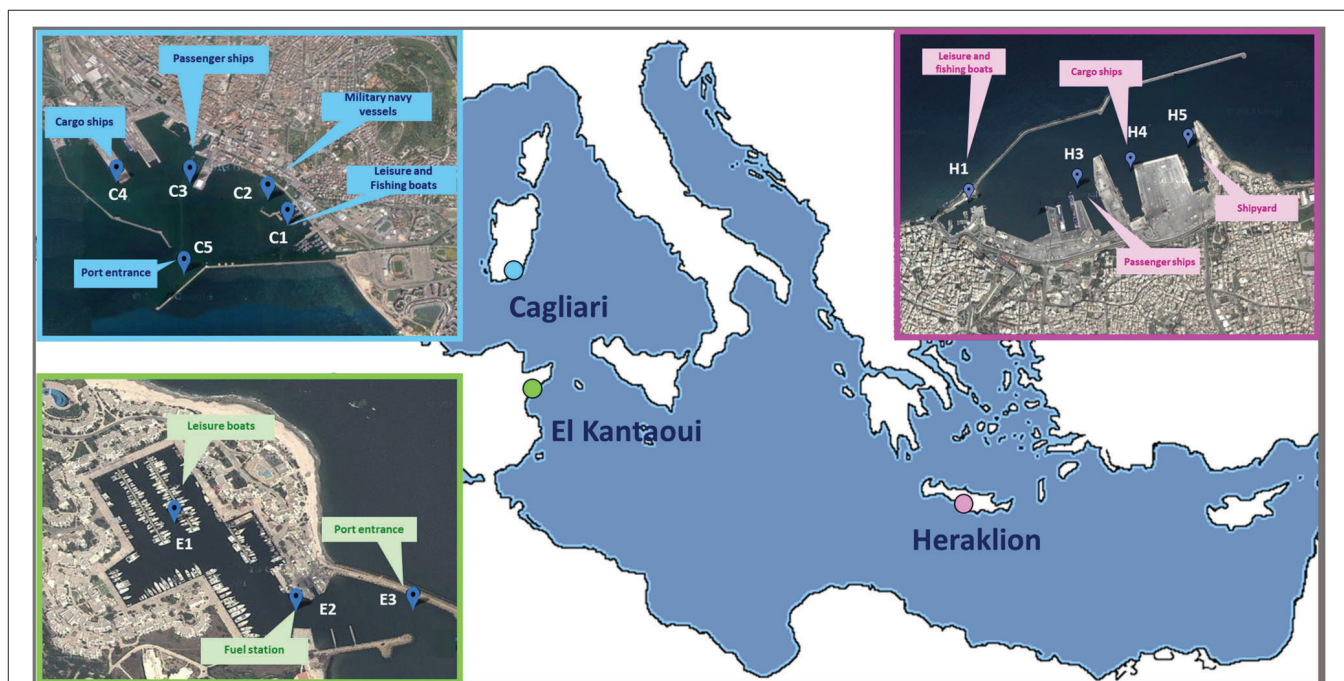 Passenger ships
Military navy
vessels
Cargo ships
Leisure and
Fishing boats
C4
C3
C2
C1
C5
Port entrance
Leisure and
fishing boats
Cargo ships
H5
H4
H1
H3
Shipyard
Passenger ships
Cagliari
El Kantaoui
Heraklion
Leisure boats
E1
Port entrance
E2
E3
Fuel station